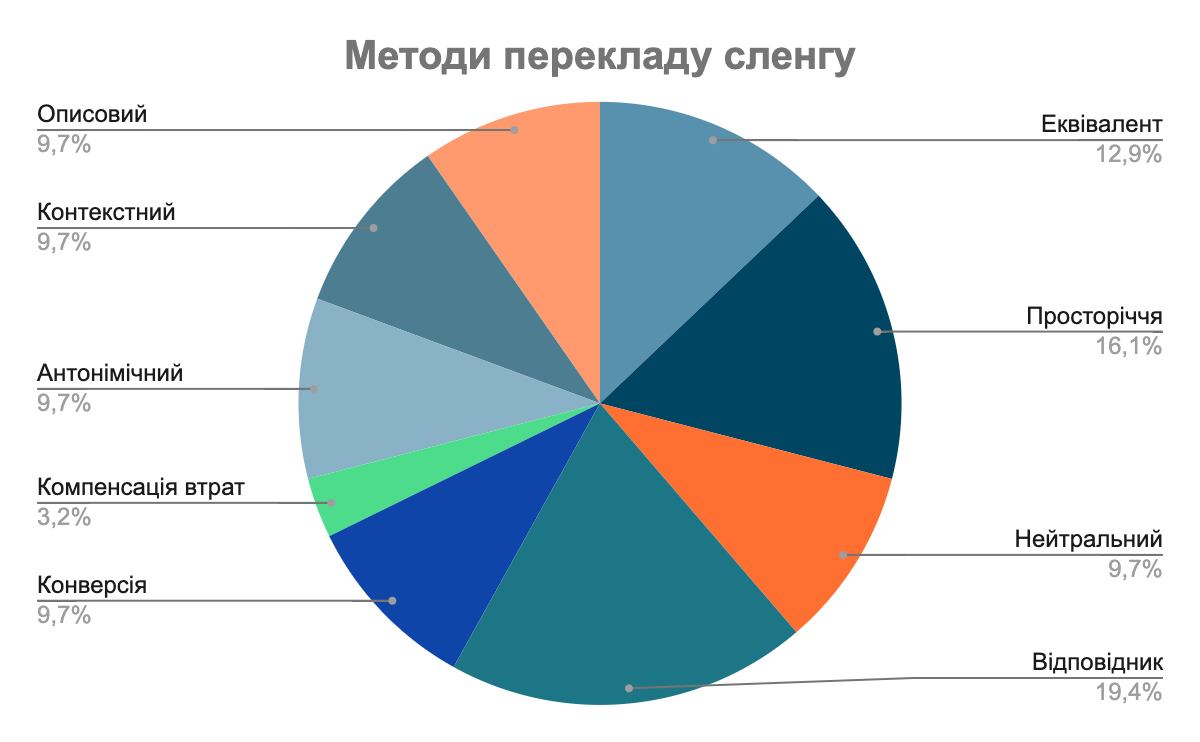 Методи перекладу сленгу
Описовий
9,7%
Контекстний
9,7%
Антонімічний
9,7%
Компенсація втрат
3,2%
Конверсія
9,7%
Еквівалент
12,9%
Просторіччя
16,1%
Нейтральний
9,7%
Відповідник
19,4%